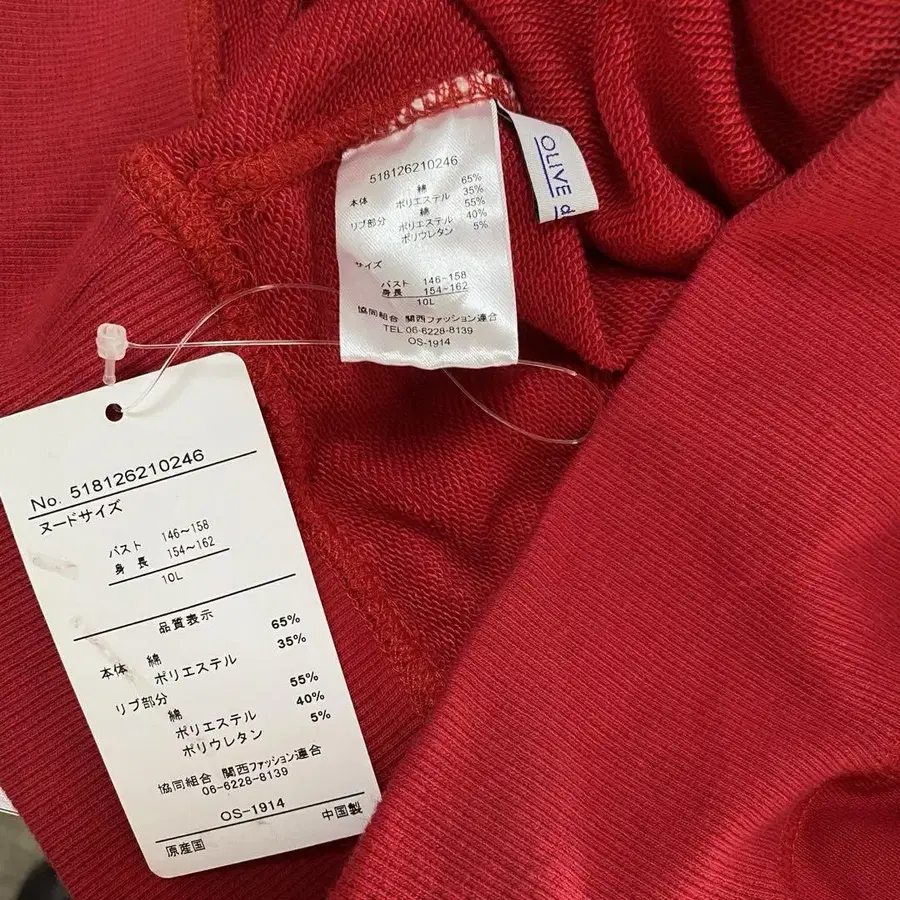 518126210246
本体 綿 65%
ポリエステル 35%
リブ部分 綿 55%
ポリエステル 40%
ポリウレタン 5%
サイズ
バスト 146-158
身長 154~162
10L
協同組合 関西ファッション連合
TEL 06-6228-8139
OS-1914
OLIVE d
No. 518126210246
ヌードサイズ
バスト 146~158
身長 154~162
10L
品質表示
本体 綿 65%
ポリエステル 35%
リブ部分
綿 55%
ポリエステル 40%
ポリウレタン 5%
協同組合 関西ファッション連合
06-6228-8139
OS-1914
原産国 中国製